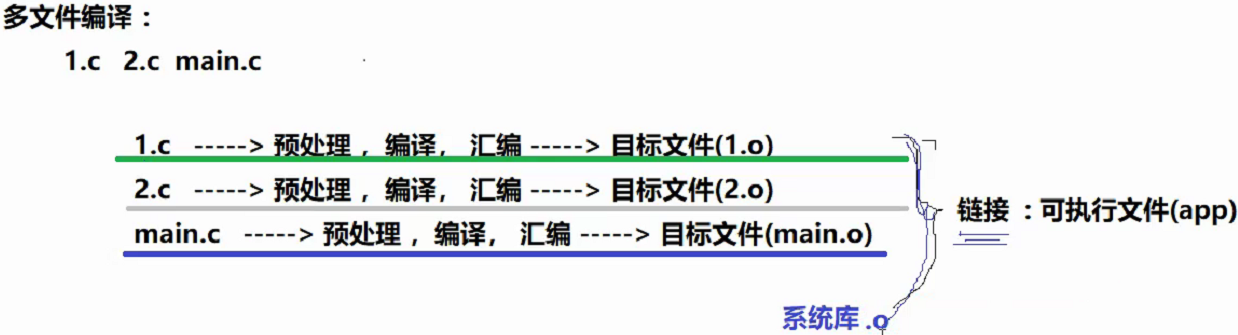 多文件编译：
1.c 2.c main.c
1.c -----> 预处理 ，编译， 汇编 -----> 目标文件(1.o)
2.c -----> 预处理 ，编译， 汇编 -----> 目标文件(2.o)
链接 ：可执行文件(app)
main.c -----> 预处理 ，编译， 汇编 -----> 目标文件(main.o)
系统库 .o